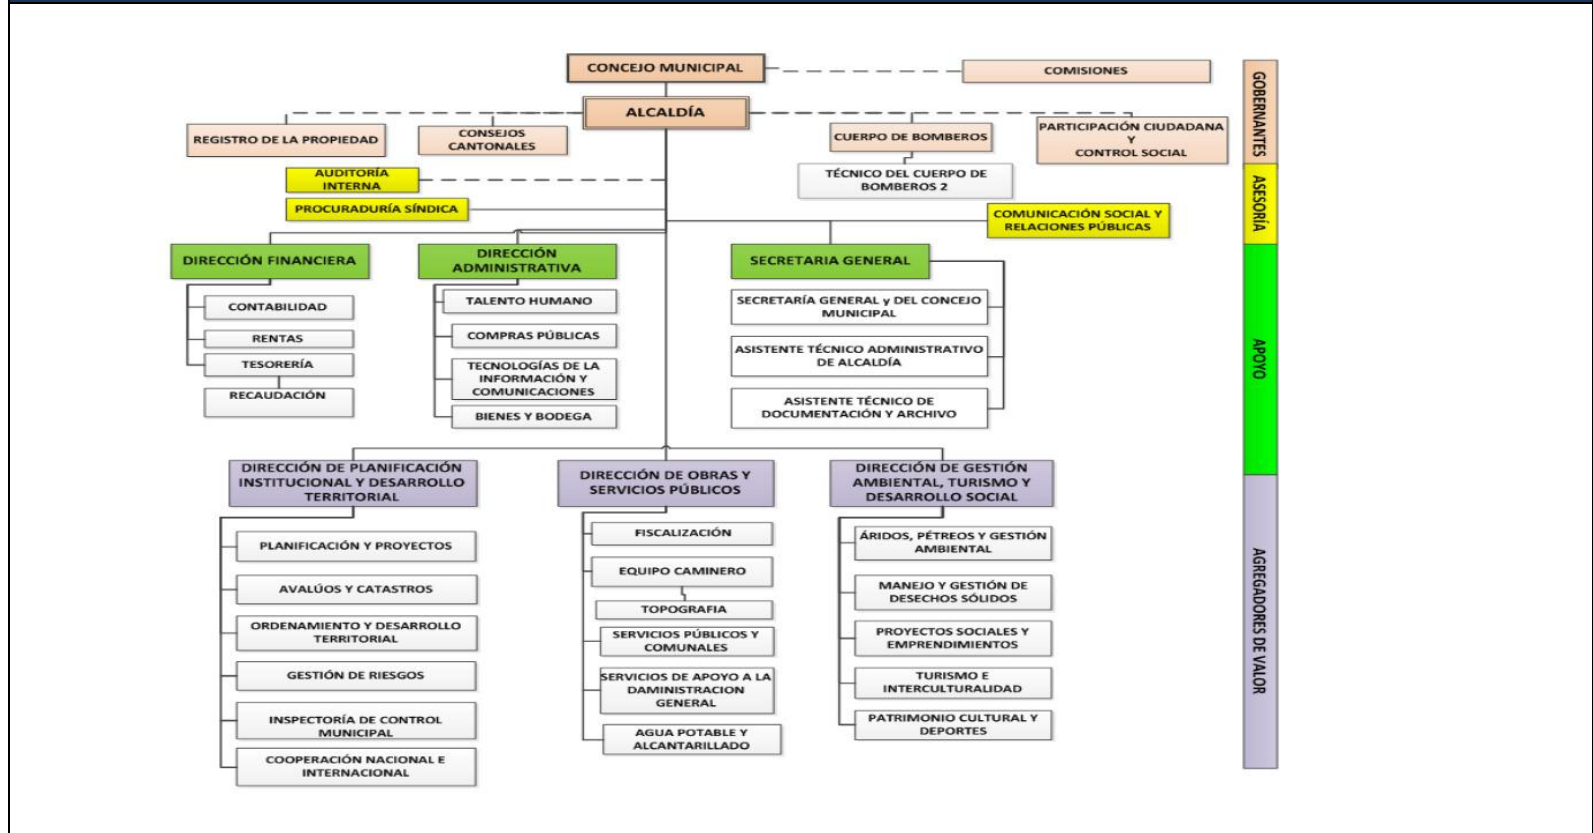 CONCEJO MUNICIPAL
COMISIONES
ALCALDÍA
REGISTRO DE LA PROPIEDAD
CONSEJOS
CANTONALES
CUERPO DE BOMBEROS
PARTICIPACIÓN CIUDADANA
Y
CONTROL SOCIAL
TÉCNICO DEL CUERPO DE
BOMBEROS 2
AUDITORÍA
INTERNA
PROCURADURÍA SÍNDICA
COMUNICACIÓN SOCIAL Y
RELACIONES PÚBLICAS
DIRECCIÓN FINANCIERA
CONTABILIDAD
RENTAS
TESORERÍA
RECAUDACIÓN
DIRECCIÓN
ADMINISTRATIVA
TALENTO HUMANO
COMPRAS PÚBLICAS
TECNOLOGÍAS DE LA
INFORMACIÓN Y
COMUNICACIONES
BIENES Y BODEGA
SECRETARIA GENERAL
SECRETARÍA GENERAL y DEL CONCEJO
MUNICIPAL
ASISTENTE TÉCNICO ADMINISTRATIVO
DE ALCALDÍA
ASISTENTE TÉCNICO DE
DOCUMENTACIÓN Y ARCHIVO
DIRECCIÓN DE PLANIFICACIÓN
INSTITUCIONAL Y DESARROLLO
TERRITORIAL
PLANIFICACIÓN Y PROYECTOS
AVALÚOS Y CATASTROS
ORDENAMIENTO Y DESARROLLO
TERRITORIAL
GESTIÓN DE RIESGOS
INSPECTORÍA DE CONTROL
MUNICIPAL
COOPERACIÓN NACIONAL E
INTERNACIONAL
DIRECCIÓN DE OBRAS Y
SERVICIOS PÚBLICOS
FISCALIZACIÓN
EQUIPO CAMINERO
TOPOGRAFIA
SERVICIOS PÚBLICOS Y
COMUNALES
SERVICIOS DE APOYO A LA
DAMINISTRACION
GENERAL
AGUA POTABLE Y
ALCANTARILLADO
DIRECCIÓN DE GESTIÓN
AMBIENTAL, TURISMO Y
DESARROLLO SOCIAL
ÁRIDOS, PÉTREOS Y GESTIÓN
AMBIENTAL
MANEJO Y GESTIÓN DE
DESECHOS SÓLIDOS
PROYECTOS SOCIALES Y
EMPRENDIMIENTOS
TURISMO E
INTERCULTURALIDAD
PATRIMONIO CULTURAL Y
DEPORTES
GOBERNANTES
ASESORÍA
APOYO
AGREGADORES DE VALOR